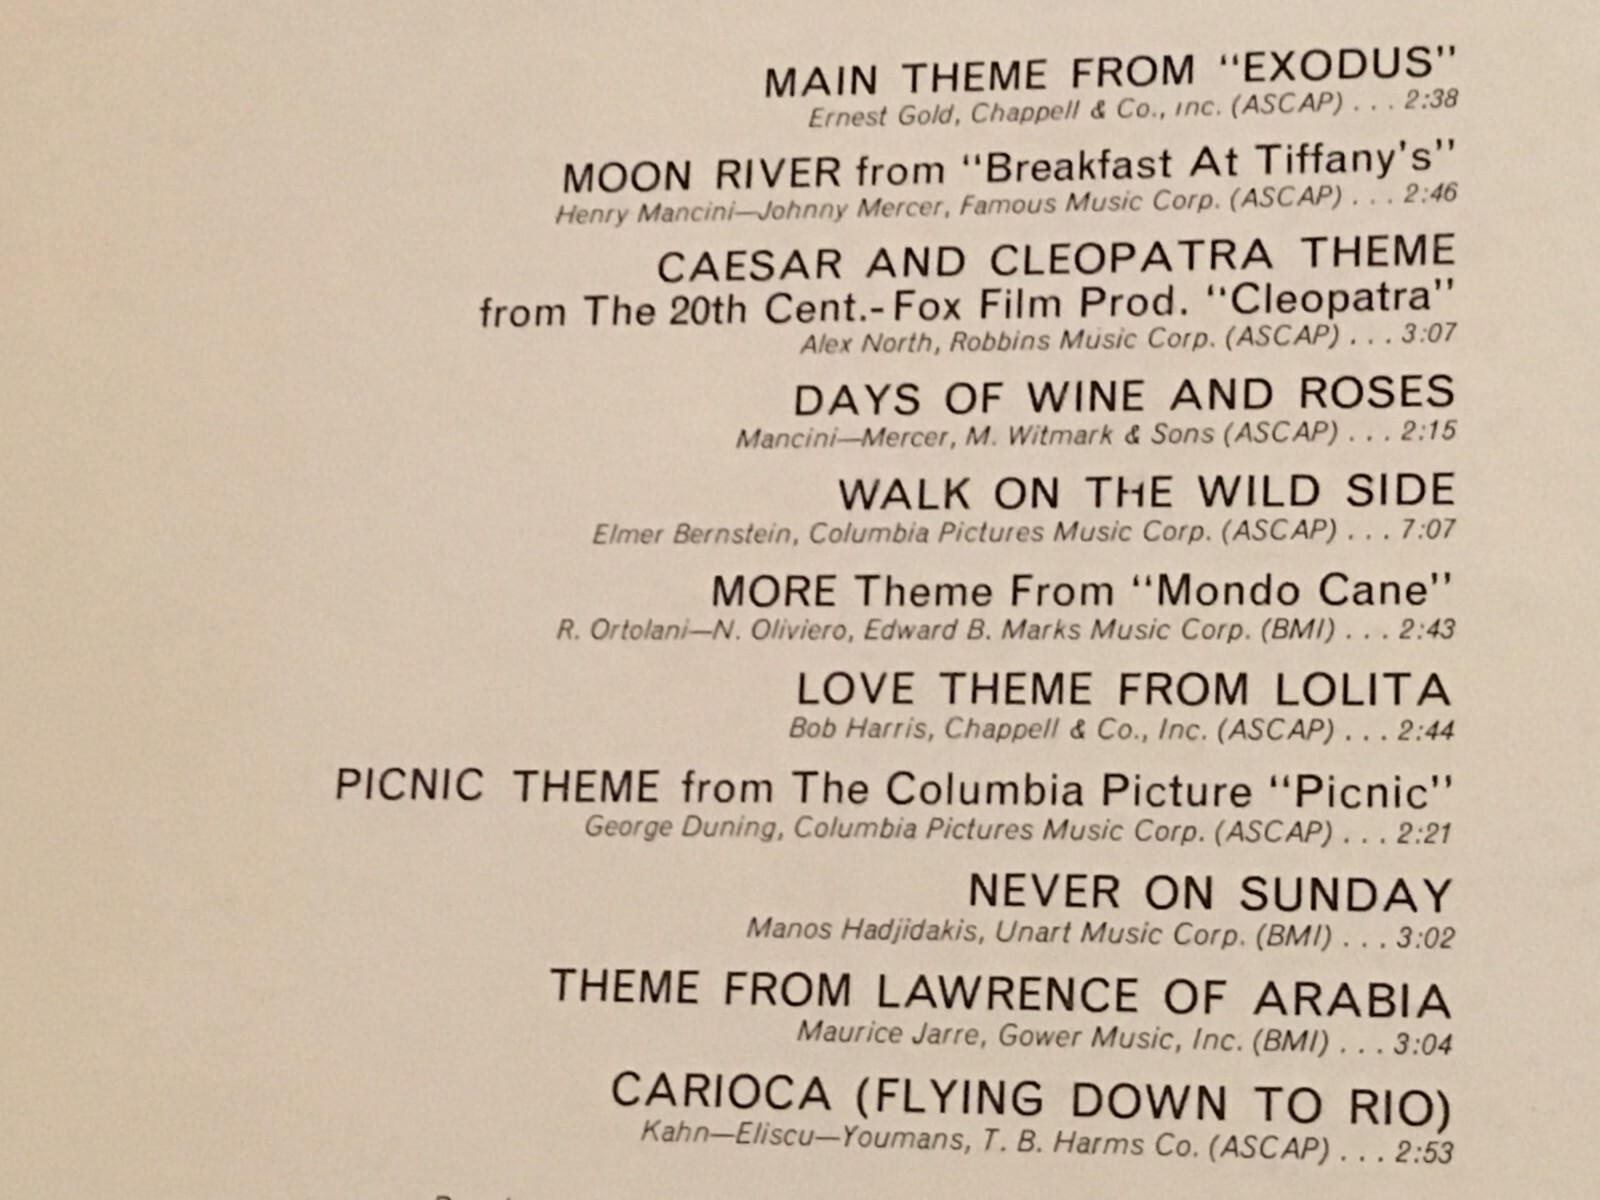 MAIN THEME FROM "EXODUS"
Ernest Gold, Chappell & Co., Inc. (ASCAP) . . . 2:38
MOON RIVER from "Breakfast At Tiffany's"
Henry Mancini—Johnny Mercer, Famous Music Corp. (ASCAP) . . . 2:46
CAESAR AND CLEOPATRA THEME
from The 20th Cent.-Fox Film Prod. "Cleopatra"
Alex North, Robbins Music Corp. (ASCAP) . . . 3:07
DAYS OF WINE AND ROSES
Mancini—Mercer, M. Witmark & Sons (ASCAP) . . . 2:15
WALK ON THE WILD SIDE
Elmer Bernstein, Columbia Pictures Music Corp. (ASCAP) . . . 7:07
MORE Theme From "Mondo Cane"
R. Ortolani—N. Oliviero, Edward B. Marks Music Corp. (BMI) . . . 2:43
LOVE THEME FROM LOLITA
Bob Harris, Chappell & Co., Inc. (ASCAP) . . . 2:44
PICNIC THEME from The Columbia Picture "Picnic"
George Duning, Columbia Pictures Music Corp. (ASCAP) . . . 2:21
NEVER ON SUNDAY
Manos Hadjidakis, Unart Music Corp. (BMI) . . . 3:02
THEME FROM LAWRENCE OF ARABIA
Maurice Jarre, Gower Music, Inc. (BMI) . . . 3:04
CARIOCA (FLYING DOWN TO RIO)
Kahn—Eliscu—Youmans, T. B. Harms Co. (ASCAP) . . . 2:53